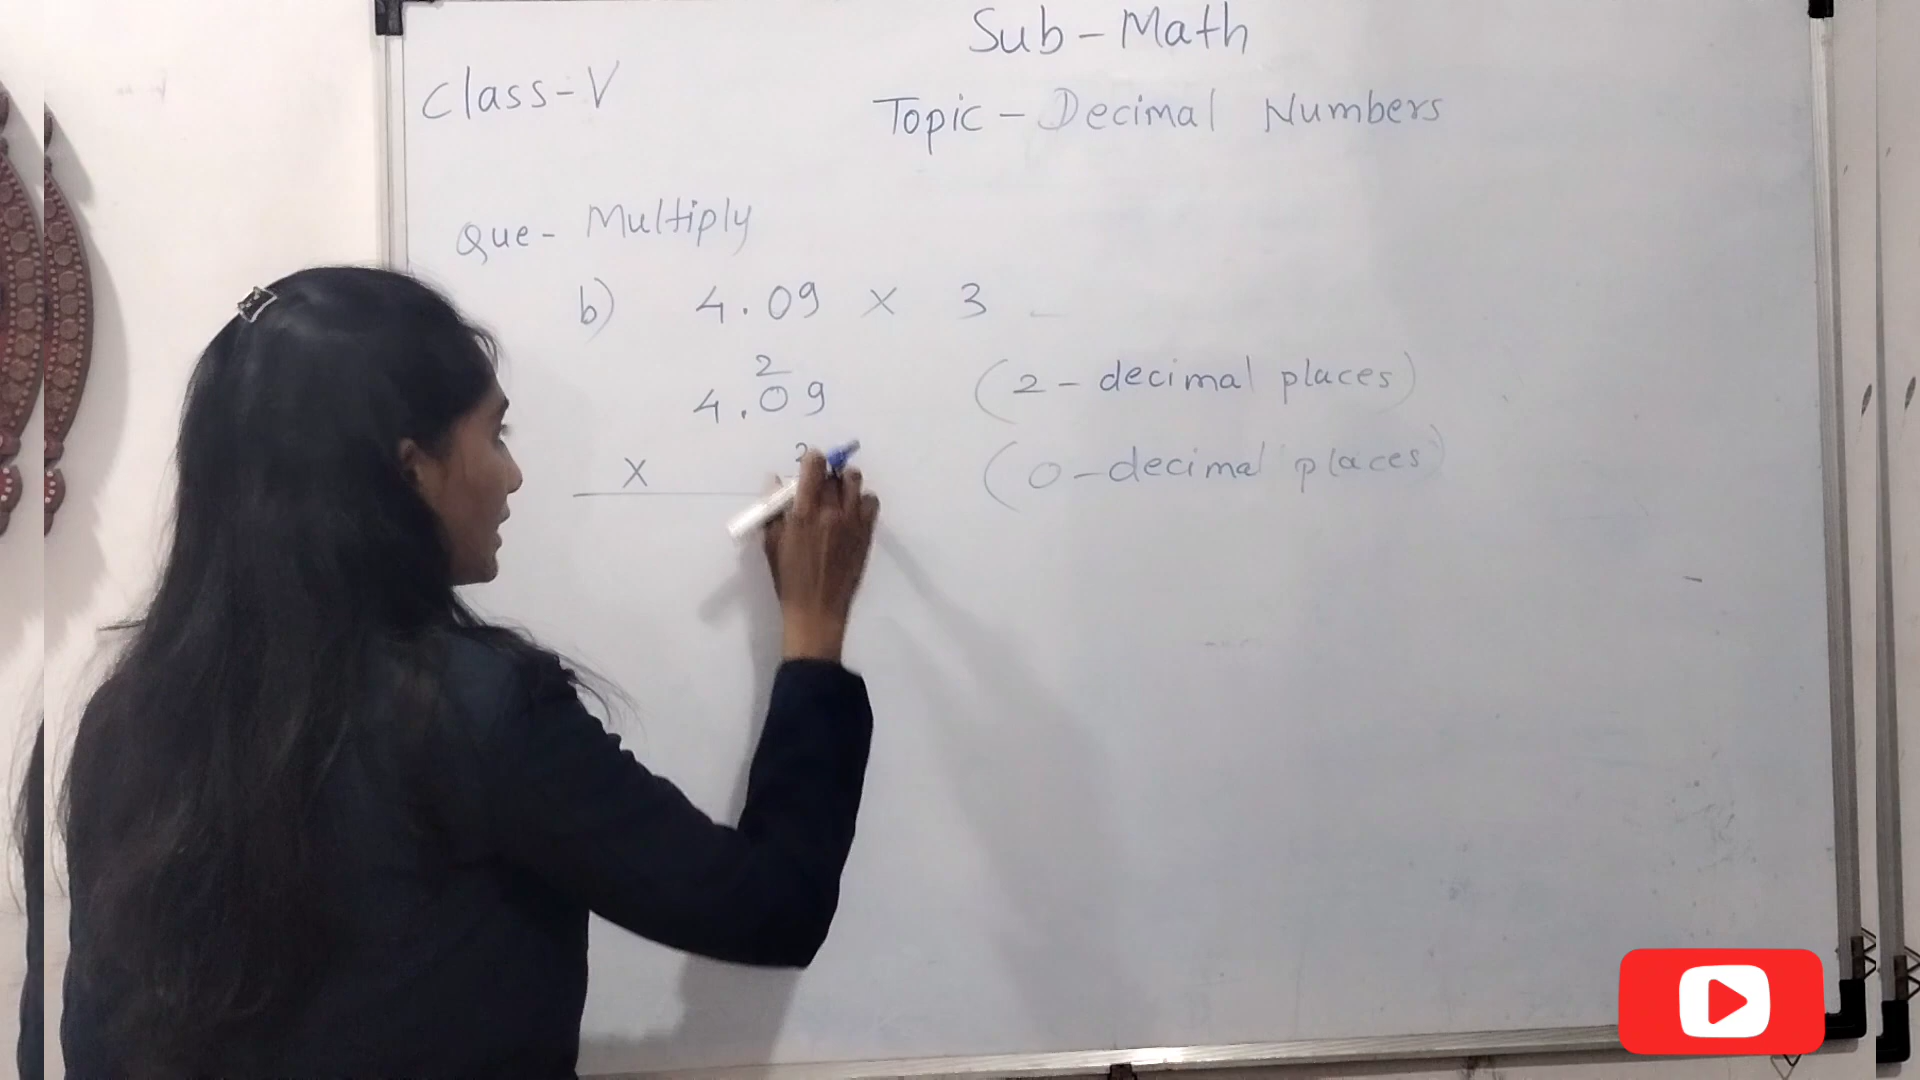 Sub - Math
Class - V
Topic - Decimal Numbers
Que - Multiply
b) 4.09 × 3
2
4.09 (2 - decimal places)
× (0 - decimal places)